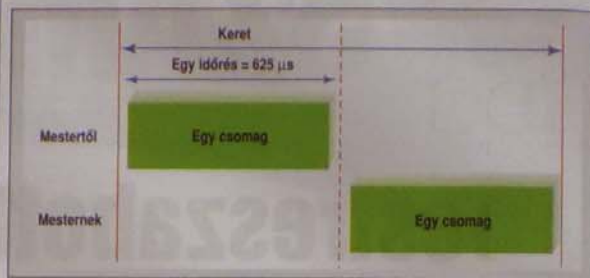 Keret
Egy időrés = 625 µs
Mestertől
Egy csomag
Mesternek
Egy csomag